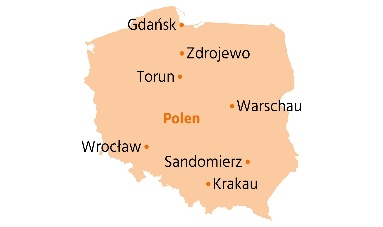 Gdańsk
Zdrojewo
Torun
Warschau
Polen
Wrocław
Sandomierz
Krakau